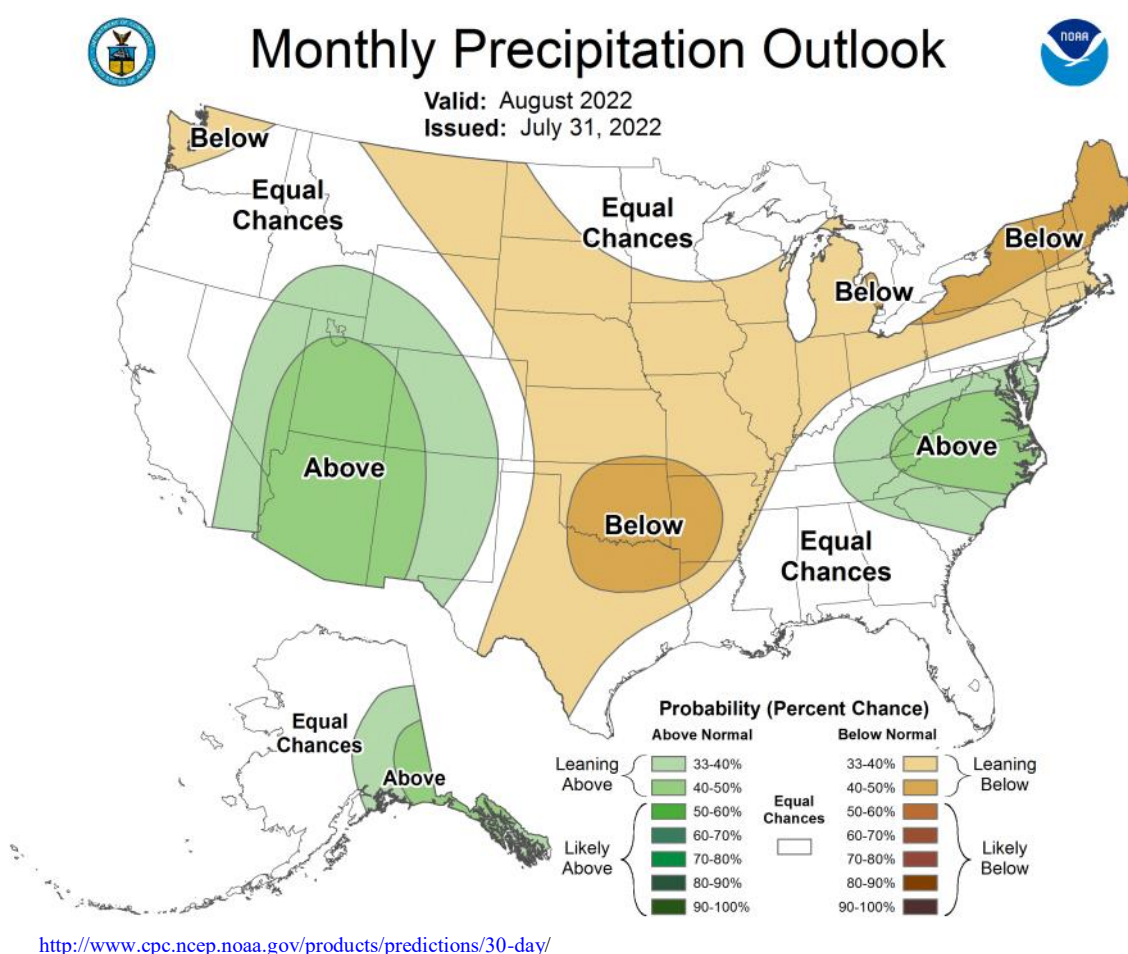 Monthly Precipitation Outlook
NOAA
Valid: August 2022
Issued: July 31, 2022
Below
Equal
Chances
Equal
Chances
Below
Below
Above
Above
Below
Equal
Chances
Equal
Chances
Above
Probability (Percent Chance)
Above Normal
Below Normal
Leaning
Above
33-40%
40-50%
Likely
Above
50-60%
60-70%
70-80%
80-90%
90-100%
Equal
Chances
33-40%
40-50%
Leaning
Below
50-60%
60-70%
70-80%
80-90%
90-100%
Likely
Below
http://www.cpc.ncep.noaa.gov/products/predictions/30-day/